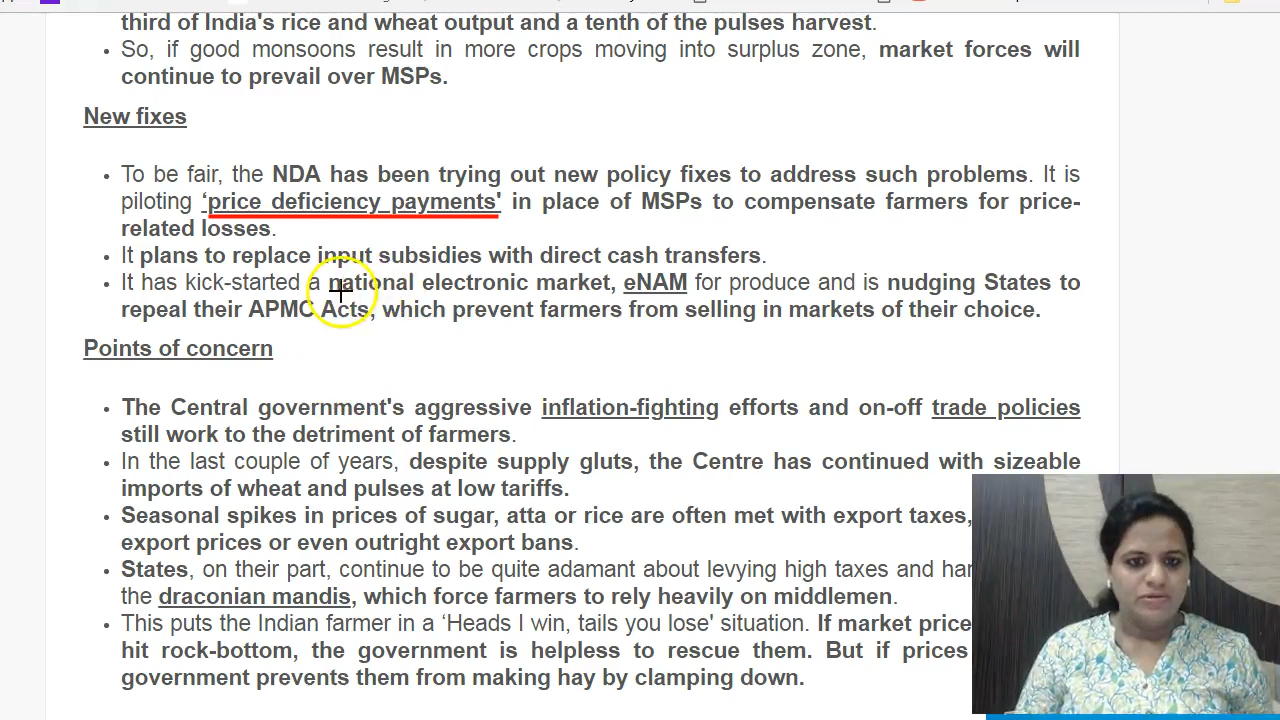 third of India's rice and wheat output and a tenth of the pulses harvest.
So, if good monsoons result in more crops moving into surplus zone, market forces will
continue to prevail over MSPs.
New fixes
To be fair, the NDA has been trying out new policy fixes to address such problems. It is
piloting ‘price deficiency payments' in place of MSPs to compensate farmers for price-
related losses.
It plans to replace input subsidies with direct cash transfers.
It has kick-started a national electronic market, eNAM for produce and is nudging States to
repeal their APMC Acts, which prevent farmers from selling in markets of their choice.
Points of concern
The Central government's aggressive inflation-fighting efforts and on-off trade policies
still work to the detriment of farmers.
In the last couple of years, despite supply gluts, the Centre has continued with sizeable
imports of wheat and pulses at low tariffs.
Seasonal spikes in prices of sugar, atta or rice are often met with export taxes,
export prices or even outright export bans.
States, on their part, continue to be quite adamant about levying high taxes and
the draconian mandis, which force farmers to rely heavily on middlemen.
This puts the Indian farmer in a ‘Heads I win, tails you lose' situation. If market
hit rock-bottom, the government is helpless to rescue them. But if prices
government prevents them from making hay by clamping down.